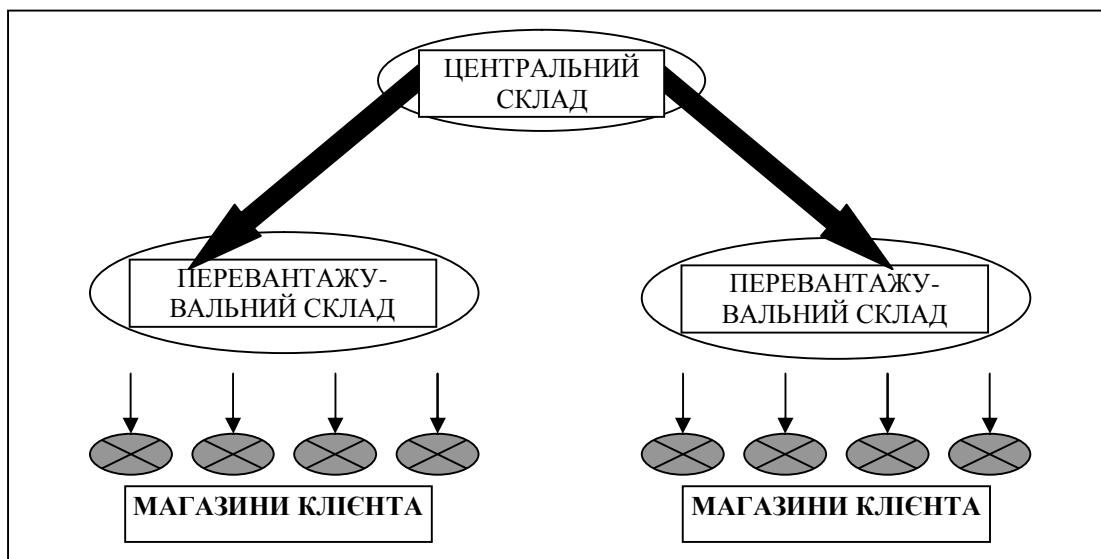 ЦЕНТРАЛЬНИЙ
СКЛАД
ПЕРЕВАНТАЖУ-
ВАЛЬНИЙ СКЛАД
ПЕРЕВАНТАЖУ-
ВАЛЬНИЙ СКЛАД
МАГАЗИНИ КЛІЄНТА
МАГАЗИНИ КЛІЄНТА